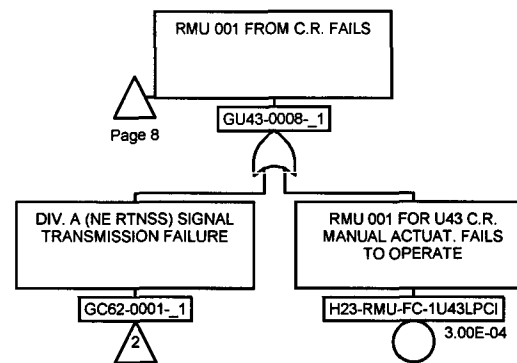 RMU 001 FROM C.R. FAILS
Page 8
GU43-0008-_1
DIV. A (NE RTNSS) SIGNAL
TRANSMISSION FAILURE
GC62-0001-_1
2
RMU 001 FOR U43 C.R.
MANUAL ACTUAT. FAILS
TO OPERATE
H23-RMU-FC-1U43LPCI
3.00E-04